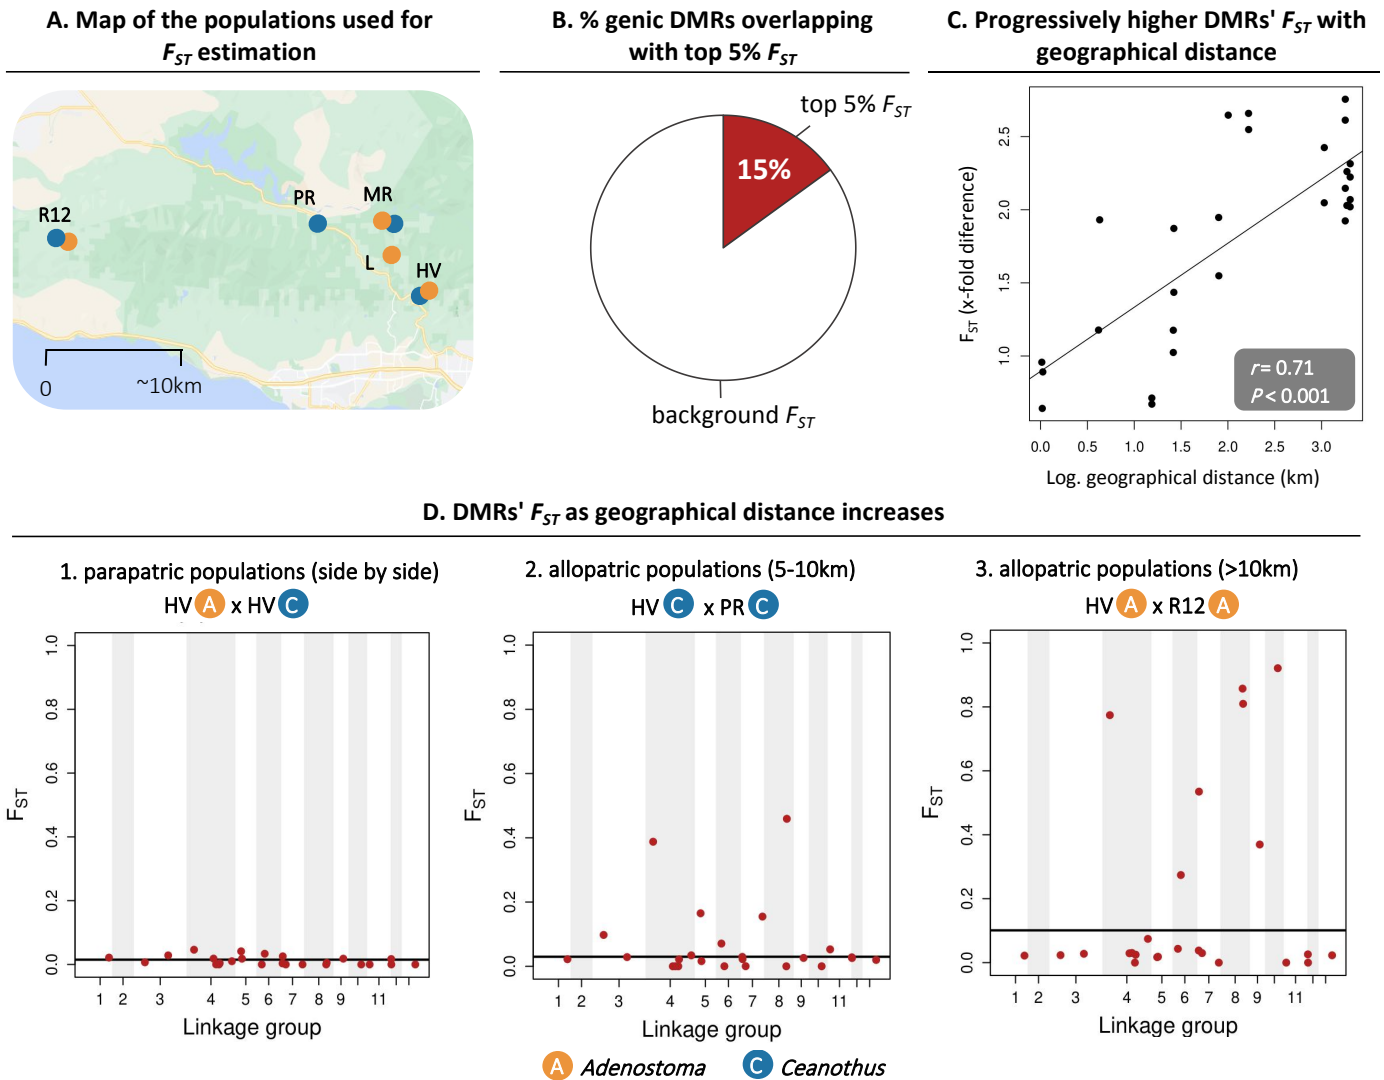 A. Map of the populations used for
FST estimation
B. % genic DMRs overlapping
with top 5% FST
C. Progressively higher DMRs' FST with
geographical distance
R12
PR
MR
L
HV
0
~10km
top 5% FST
15%
background FST
FST (x-fold diference)
2.5
2.0
1.5
1.0
r= 0.71
P< 0.001
0.0 0.5 1.0 1.5 2.0 2.5 3.0
Log. geographical distance (km)
D. DMRs' FST as geographical distance increases
1. parapatric populations (side by side)
HV A x HV C
FST
1.0
0.8
0.6
0.4
0.2
0.0
1 2 3 4 5 6 7 8 9 11
Linkage group
2. allopatric populations (5-10km)
HV C x PR C
FST
1.0
0.8
0.6
0.4
0.2
0.0
1 2 3 4 5 6 7 8 9 11
Linkage group
3. allopatric populations (>10km)
HV A x R12 A
FST
1.0
0.8
0.6
0.4
0.2
0.0
1 2 3 4 5 6 7 8 9 11
Linkage group
A Adenostoma C Ceanothus